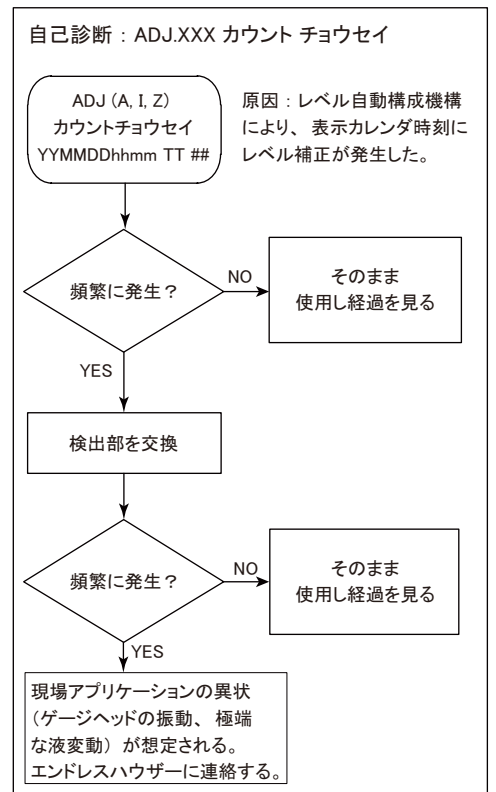 自己診断：ADJ.XXX カウント チョウセイ
ADJ (A, I, Z)
カウントチョウセイ
YYMMDDhhmm TT ##
原因：レベル自動構成機構
により、表示カレンダ時刻に
レベル補正が発生した。
頻繁に発生？
NO
そのまま
使用し経過を見る
YES
検出部を交換
頻繁に発生？
NO
そのまま
使用し経過を見る
YES
現場アプリケーションの異状
（ゲージヘッドの振動、極端
な液変動）が想定される。
エンドレスハウザーに連絡する。